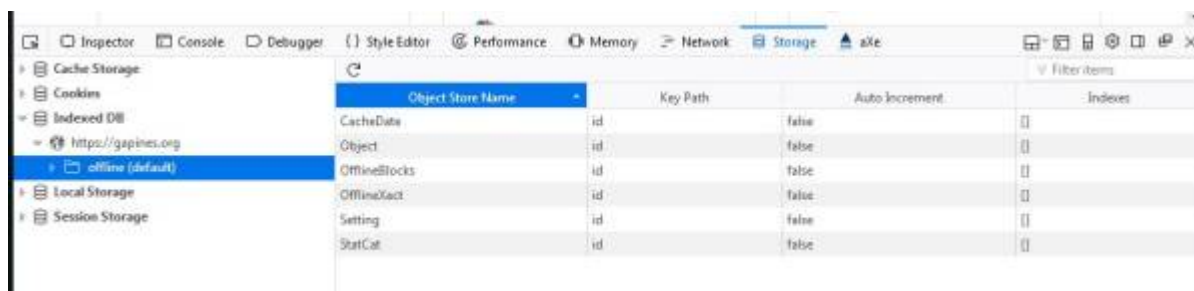 Inspector Console Debugger {} Style Editor Performance Memory Network Storage aXe
Cache Storage
Cookies
Indexed DB
https://gapines.org
offline (default)
Local Storage
Session Storage
Filter items
Object Store Name Key Path Auto Increment Indexes
CacheDate id false []
Object id false []
OfflineBlocks id false []
OfflineXact id false []
Setting id false []
StatCat id false []